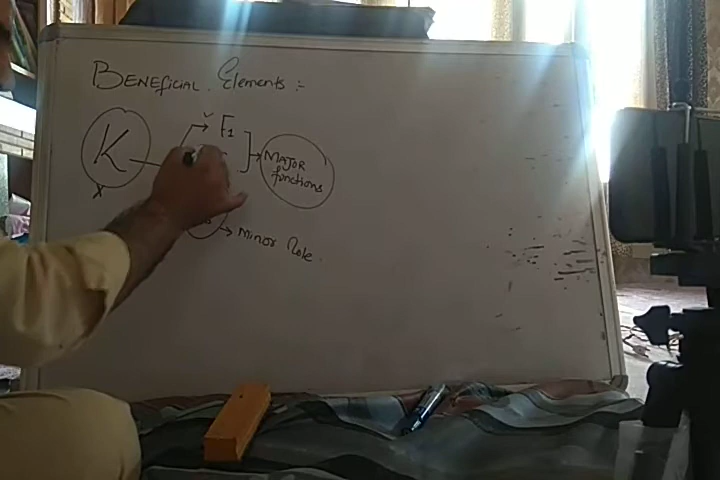 BENEFICIAL Elements :-
K
F1
MAJOR
functions
x
Minor Role.